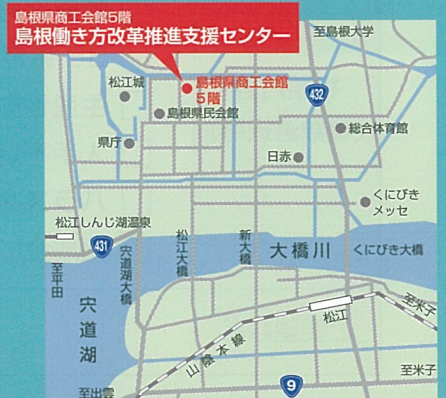 島根県商工会館5階
島根働き方改革推進支援センター
至島根大学
松江城
島根県商工会館
5階
432
島根県民会館
総合体育館
県庁
日赤
くにびき
メッセ
松江しんじ湖温泉
431
宍道湖大橋
松江大橋
新大橋
大橋川
くにびき大橋
至平田
宍道湖
松江
至米子
山陰本線
至米子
9
至出雲